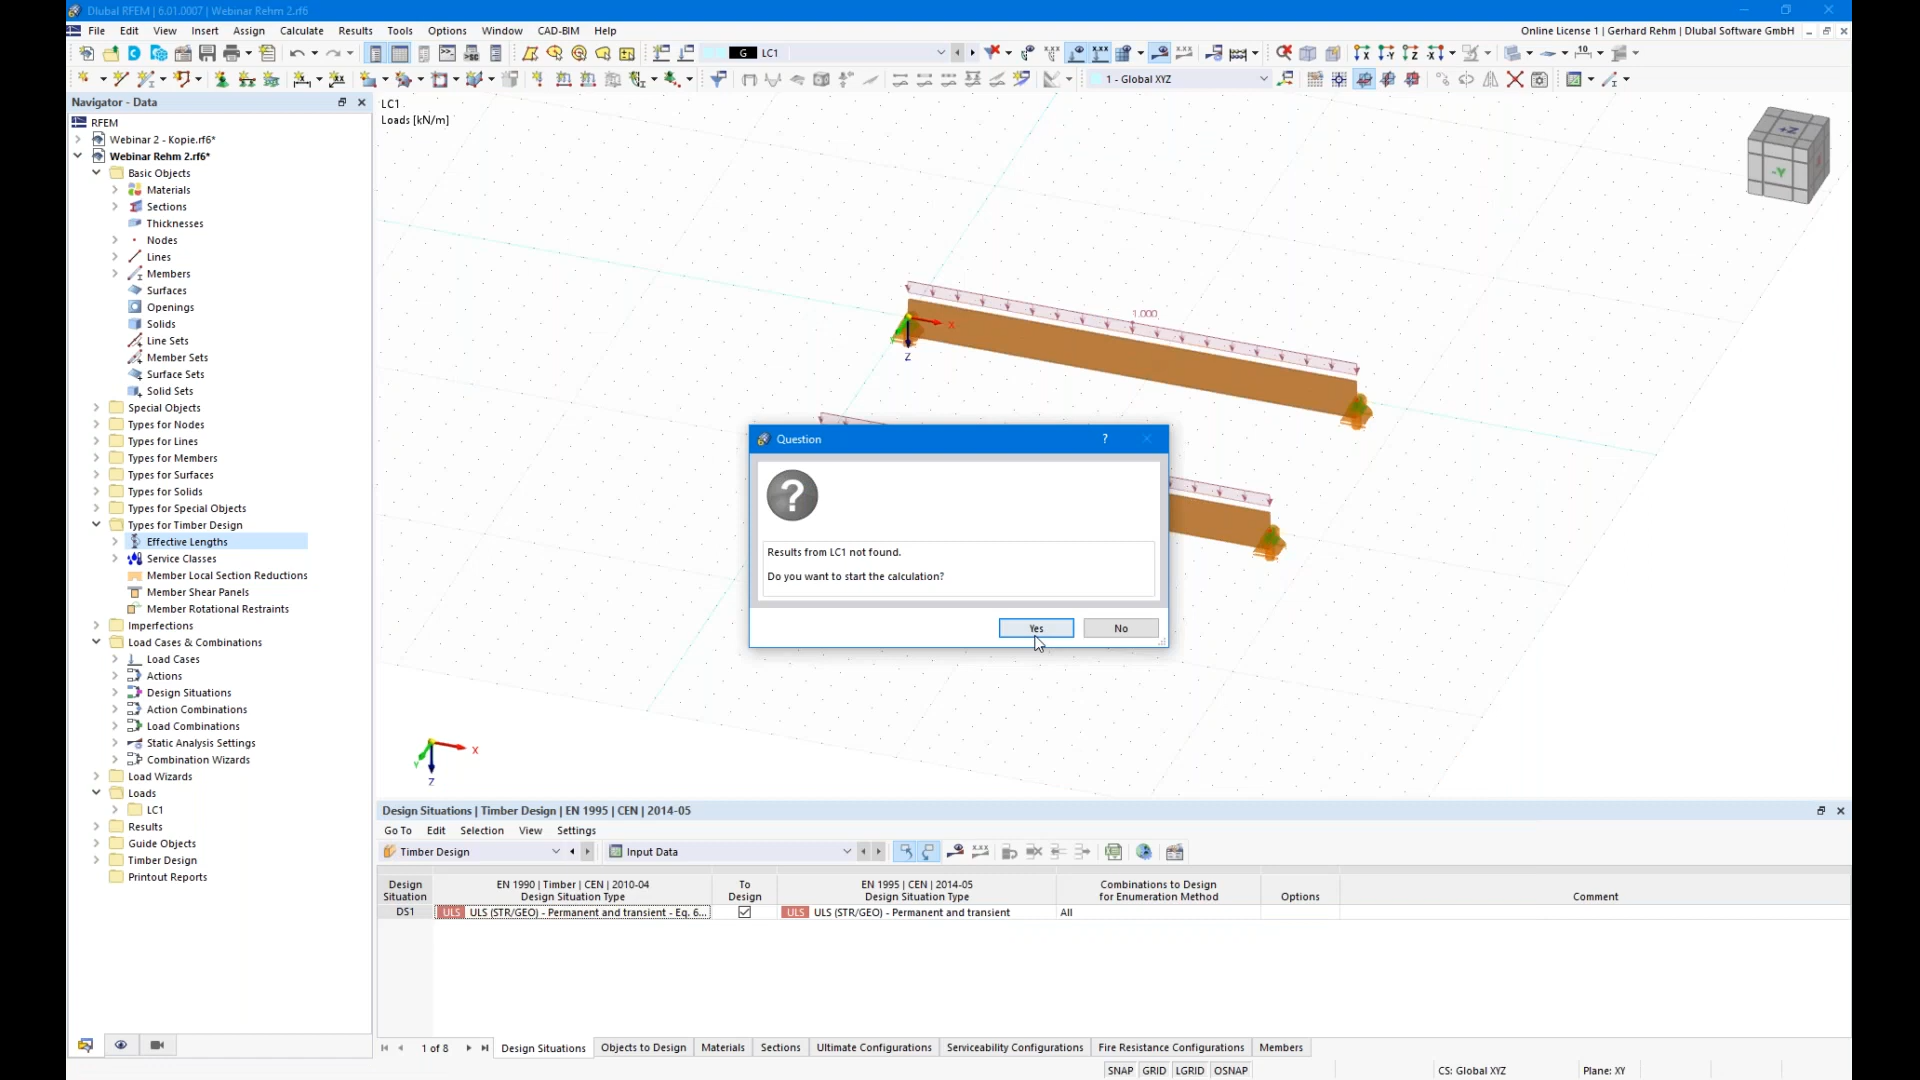 Dlubal RFEM | 6.01.0007 | Webinar Rehm 2.rf6*
File Edit View Insert Assign Calculate Results Tools Options Window CAD-BIM Help
Online License 1 | Gerhard Rehm | Dlubal Software GmbH
G LC1
1 - Global XYZ
Navigator - Data
RFEM
Webinar 2 - Kopie.rf6*
Webinar Rehm 2.rf6*
Basic Objects
Materials
Sections
Thicknesses
Nodes
Lines
Members
Surfaces
Openings
Solids
Line Sets
Member Sets
Surface Sets
Solid Sets
Special Objects
Types for Nodes
Types for Lines
Types for Members
Types for Surfaces
Types for Solids
Types for Special Objects
Types for Timber Design
Effective Lengths
Service Classes
Member Local Section Reductions
Member Shear Panels
Member Rotational Restraints
Imperfections
Load Cases & Combinations
Load Cases
Actions
Design Situations
Action Combinations
Load Combinations
Static Analysis Settings
Combination Wizards
Load Wizards
Loads
LC1
Results
Guide Objects
Timber Design
Printout Reports
LC1
Loads [kN/m]
+Z
-Y
1.000
X
Z
X
Y
Z
Question
?
?
Results from LC1 not found.
Do you want to start the calculation?
Yes No
Design Situations | Timber Design | EN 1995 | CEN | 2014-05
Go To Edit Selection View Settings
Timber Design Input Data
Design Situation
EN 1990 | Timber | CEN | 2010-04 Design Situation Type
To Design
EN 1995 | CEN | 2014-05 Design Situation Type
Combinations to Design for Enumeration Method
Options
Comment
DS1 ULS ULS (STR/GEO) - Permanent and transient - Eq. 6... ULS ULS (STR/GEO) - Permanent and transient All
1 of 8 Design Situations Objects to Design Materials Sections Ultimate Configurations Serviceability Configurations Fire Resistance Configurations Members
SNAP GRID LGRID OSNAP CS: Global XYZ Plane: XY